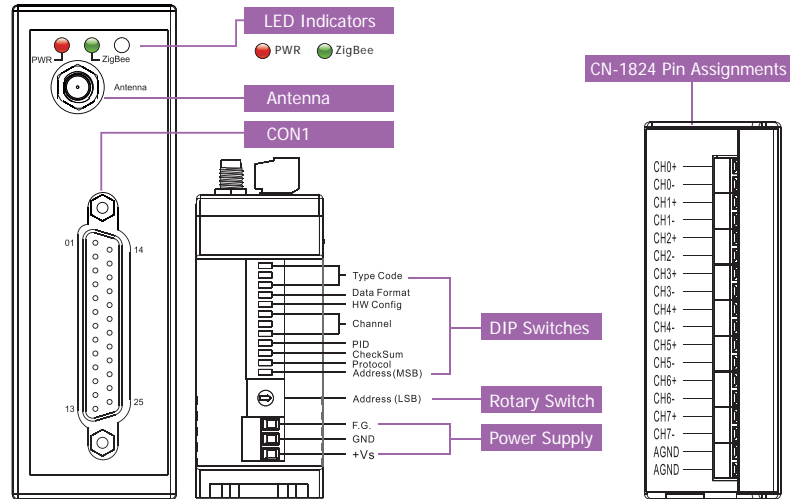 LED Indicators
PWR ZigBee
PWR ZigBee
Antenna
Antenna
CON1
01 14
13 25
Type Code
Data Format
HW Config
Channel
PID
CheckSum
Protocol
Address(MSB)
DIP Switches
Address (LSB)
Rotary Switch
F.G.
GND
+Vs
Power Supply
CN-1824 Pin Assignments
CH0+
CH0-
CH1+
CH1-
CH2+
CH2-
CH3+
CH3-
CH4+
CH4-
CH5+
CH5-
CH6+
CH6-
CH7+
CH7-
AGND
AGND